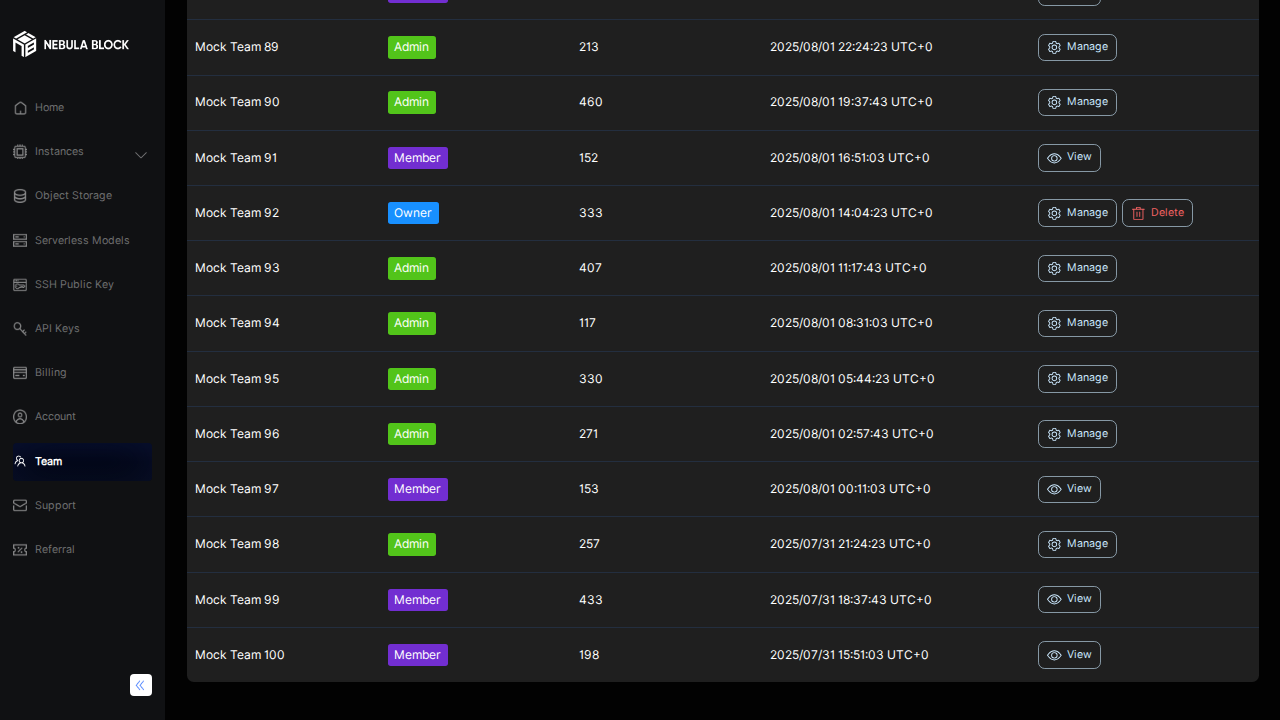 NEBULA BLOCK
Home
Instances
Object Storage
Serverless Models
SSH Public Key
API Keys
Billing
Account
Team
Support
Referral
Mock Team 89 Admin 213 2025/08/01 22:24:23 UTC+0 Manage
Mock Team 90 Admin 460 2025/08/01 19:37:43 UTC+0 Manage
Mock Team 91 Member 152 2025/08/01 16:51:03 UTC+0 View
Mock Team 92 Owner 333 2025/08/01 14:04:23 UTC+0 Manage Delete
Mock Team 93 Admin 407 2025/08/01 11:17:43 UTC+0 Manage
Mock Team 94 Admin 117 2025/08/01 08:31:03 UTC+0 Manage
Mock Team 95 Admin 330 2025/08/01 05:44:23 UTC+0 Manage
Mock Team 96 Admin 271 2025/08/01 02:57:43 UTC+0 Manage
Mock Team 97 Member 153 2025/08/01 00:11:03 UTC+0 View
Mock Team 98 Admin 257 2025/07/31 21:24:23 UTC+0 Manage
Mock Team 99 Member 433 2025/07/31 18:37:43 UTC+0 View
Mock Team 100 Member 198 2025/07/31 15:51:03 UTC+0 View